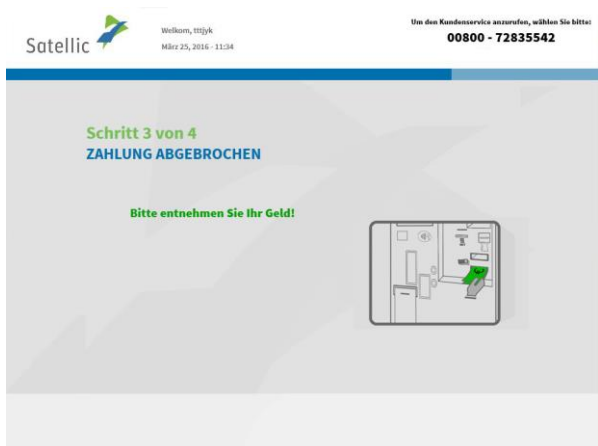 Satellic
Welkom, tttjyk
März 25, 2016 - 11:34
Um den Kundenservice anzurufen, wählen Sie bitte:
00800 - 72835542
Schritt 3 von 4
ZAHLUNG ABGEBROCHEN
Bitte entnehmen Sie Ihr Geld!